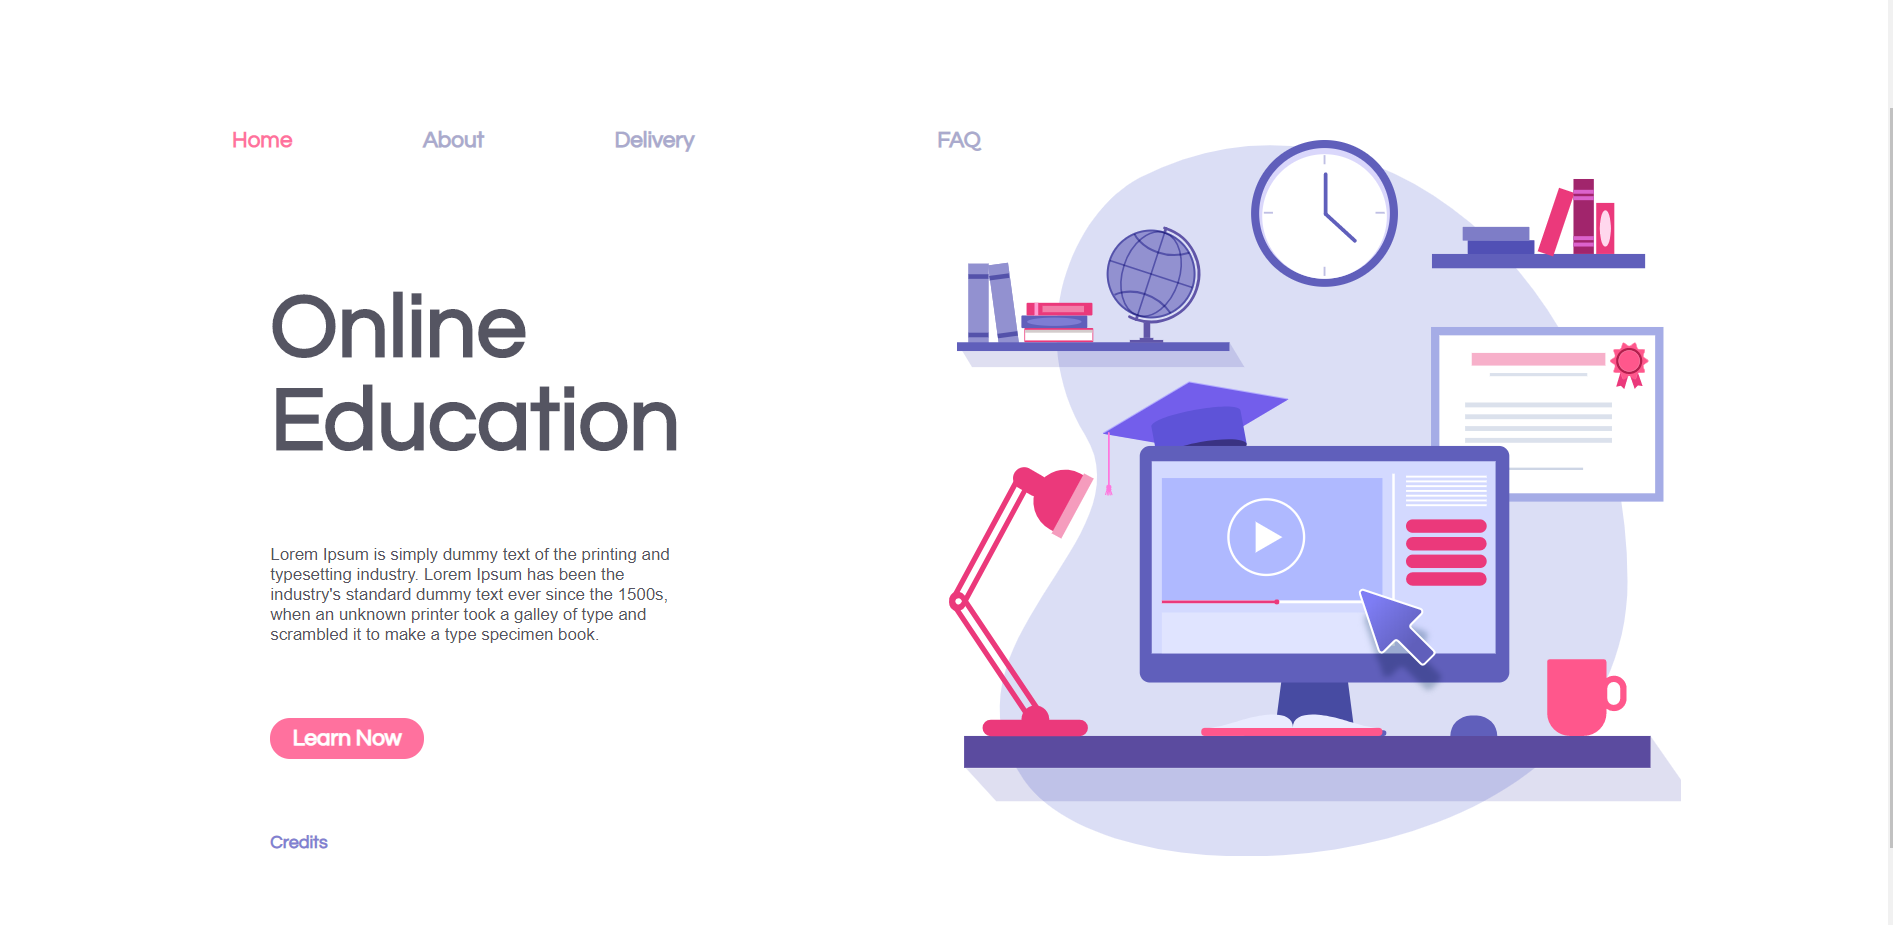 Home About Delivery FAQ
Online
Education
Lorem Ipsum is simply dummy text of the printing and
typesetting industry. Lorem Ipsum has been the
industry's standard dummy text ever since the 1500s,
when an unknown printer took a galley of type and
scrambled it to make a type specimen book.
Learn Now
Credits